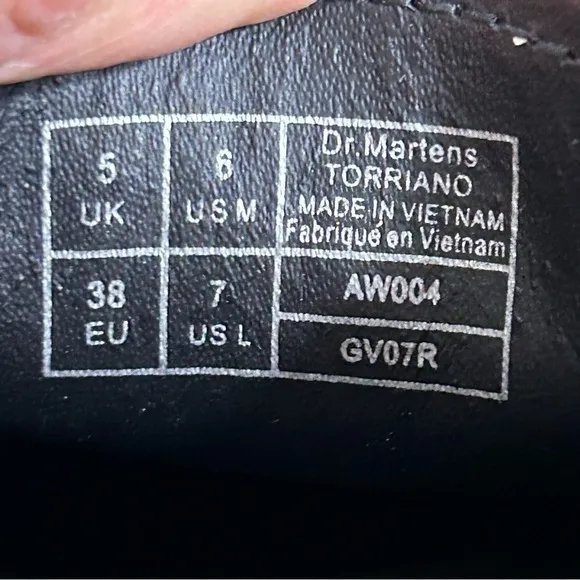 5
UK
6
US M
Dr.Martens
TORRIANO
MADE IN VIETNAM
Fabriqué en Vietnam
38
EU
7
US L
AW004
GV07R